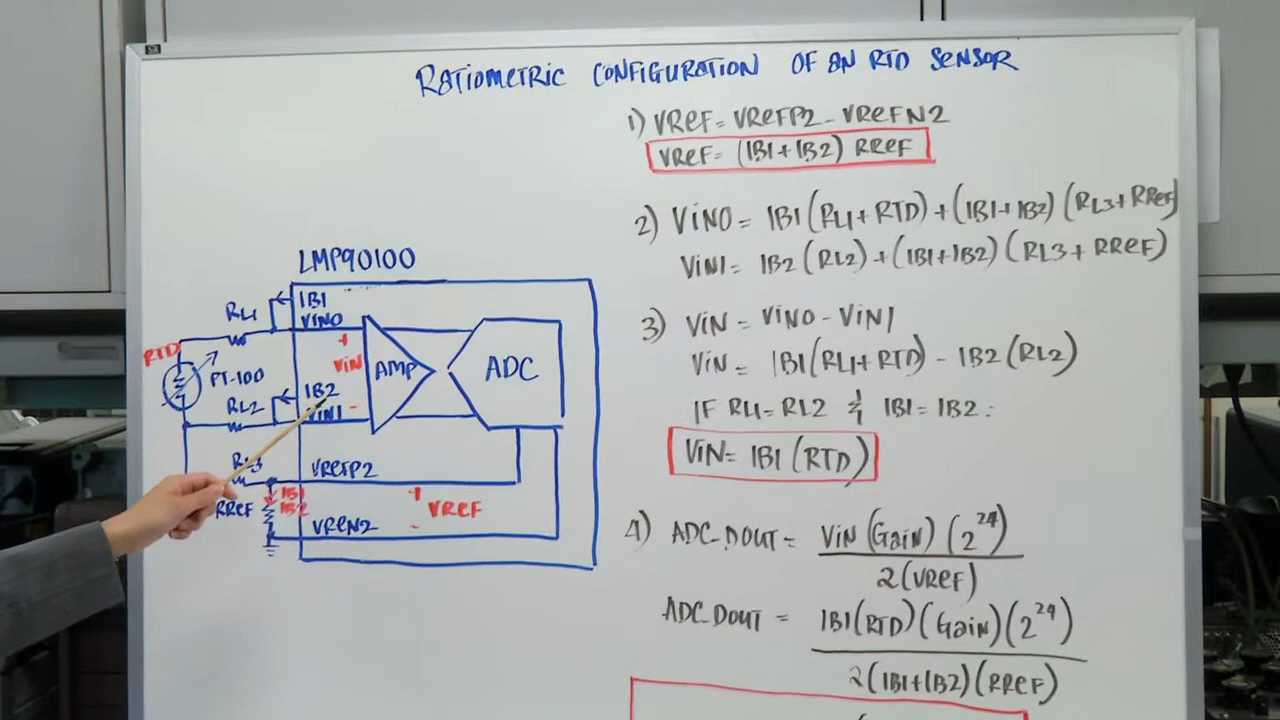 RATIOMETRIC CONFIGURATION OF AN RTD SENSOR
1) VREF = VREFP2 - VREFN2
VREF = (IB1+IB2) RREF
2) VIN0 = IB1(RL1+RTD)+(IB1+IB2)(RL3+RREF)
VIN1 = IB2(RL2)+(IB1+IB2)(RL3+RREF)
3) VIN = VIN0 - VIN1
VIN = IB1(RL1+RTD) - IB2(RL2)
IF RL1=RL2 & IB1=IB2:
VIN = IB1(RTD)
4) ADC_DOUT = VIN(Gain)(2^24)
2(VREF)
ADC_DOUT = IB1(RTD)(Gain)(2^24)
2(IB1+IB2)(RREF)
LMP90100
RL1
IB1
VIN0
+
RTD
VIN
AMP
ADC
PT-100
IB2
RL2
VIN1
-
VREFP2
IB1
+
RREF
IB2
VREF
VREN2
-